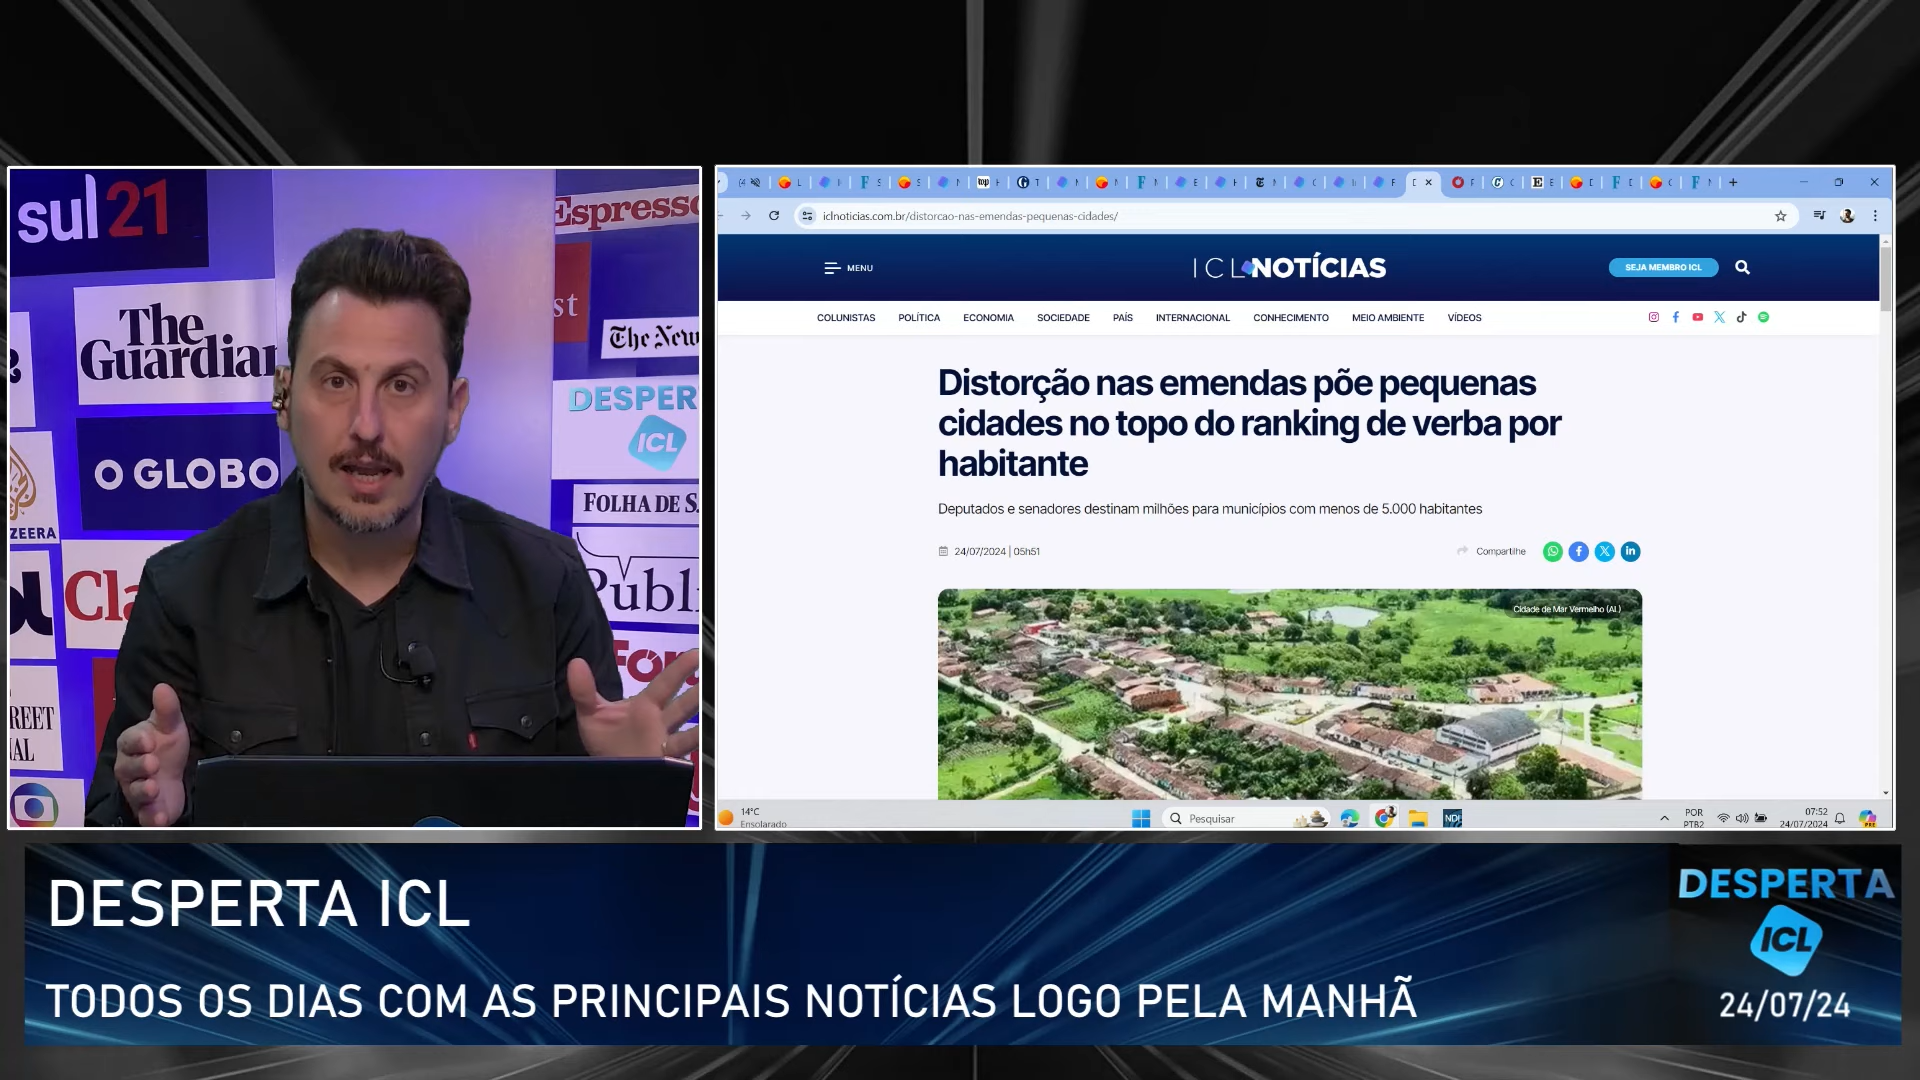 sul21
Espresso
The
Guardian
The New
DESPER
ICL
O GLOBO
FOLHA DE S
ZEERA
Publi
Cla
REET
iclnoticias.com.br/distorcao-nas-emendas-pequenas-cidades/
MENU
ICL NOTÍCIAS
SEJA MEMBRO ICL
COLUNISTAS POLÍTICA ECONOMIA SOCIEDADE PAÍS INTERNACIONAL CONHECIMENTO MEIO AMBIENTE VÍDEOS
Distorção nas emendas põe pequenas
cidades no topo do ranking de verba por
habitante
Deputados e senadores destinam milhões para municípios com menos de 5.000 habitantes
24/07/2024 | 05h51
Compartilhe
Cidade de Mar Vermelho (AL)
14°C
Ensolarado
Pesquisar
POR
PTB2
07:52
24/07/2024
DESPERTA ICL
TODOS OS DIAS COM AS PRINCIPAIS NOTÍCIAS LOGO PELA MANHÃ
DESPERTA
ICL
24/07/24